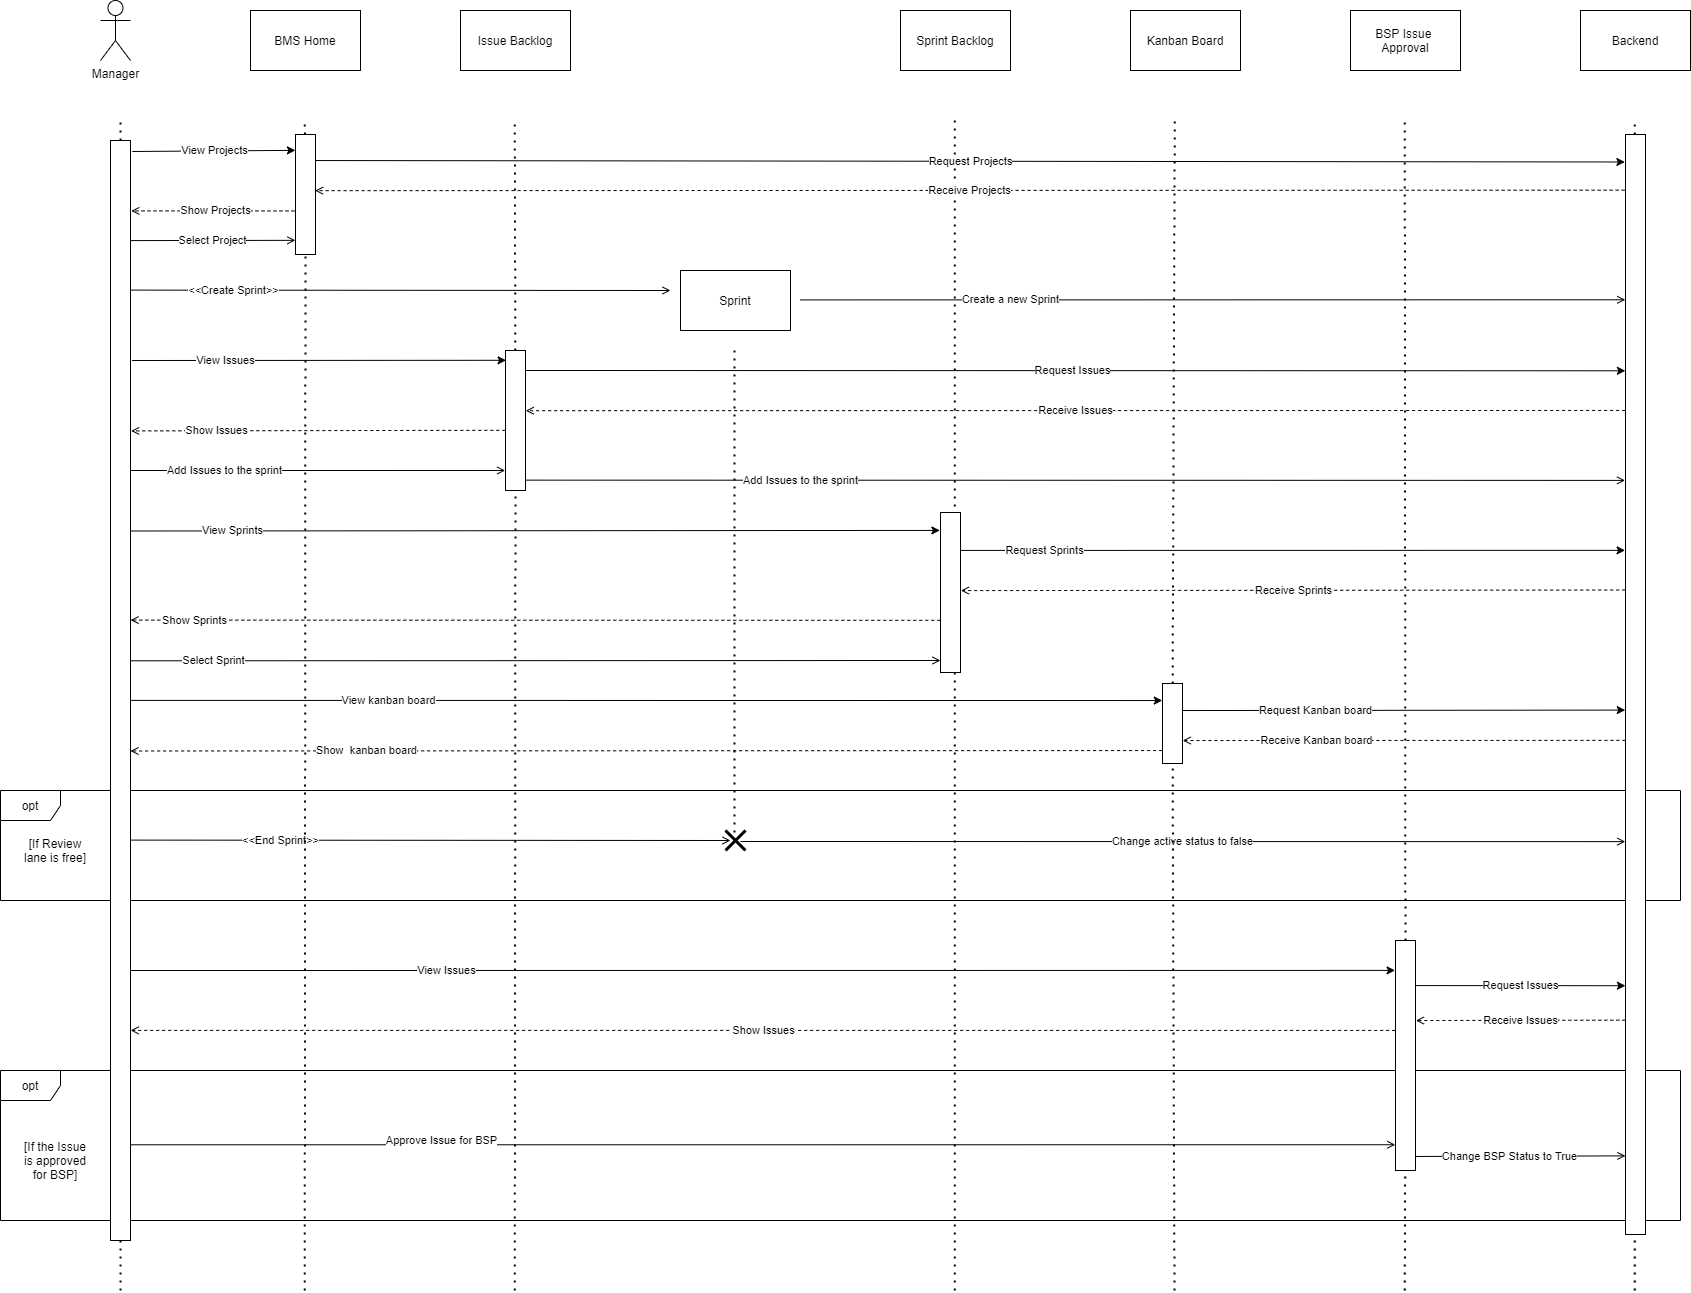 Manager
BMS Home
Issue Backlog
Sprint Backlog
Kanban Board
BSP Issue
Approval
Backend
View Projects
Request Projects
Receive Projects
Show Projects
Select Project
<<Create Sprint>>
Sprint
Create a new Sprint
View Issues
Request Issues
Receive Issues
Show Issues
Add Issues to the sprint
Add Issues to the sprint
View Sprints
Request Sprints
Receive Sprints
Show Sprints
Select Sprint
View kanban board
Request Kanban board
Receive Kanban board
Show kanban board
opt
[If Review
lane is free]
<<End Sprint>>
Change active status to false
View Issues
Request Issues
Receive Issues
Show Issues
opt
[If the Issue
is approved
for BSP]
Approve Issue for BSP
Change BSP Status to True